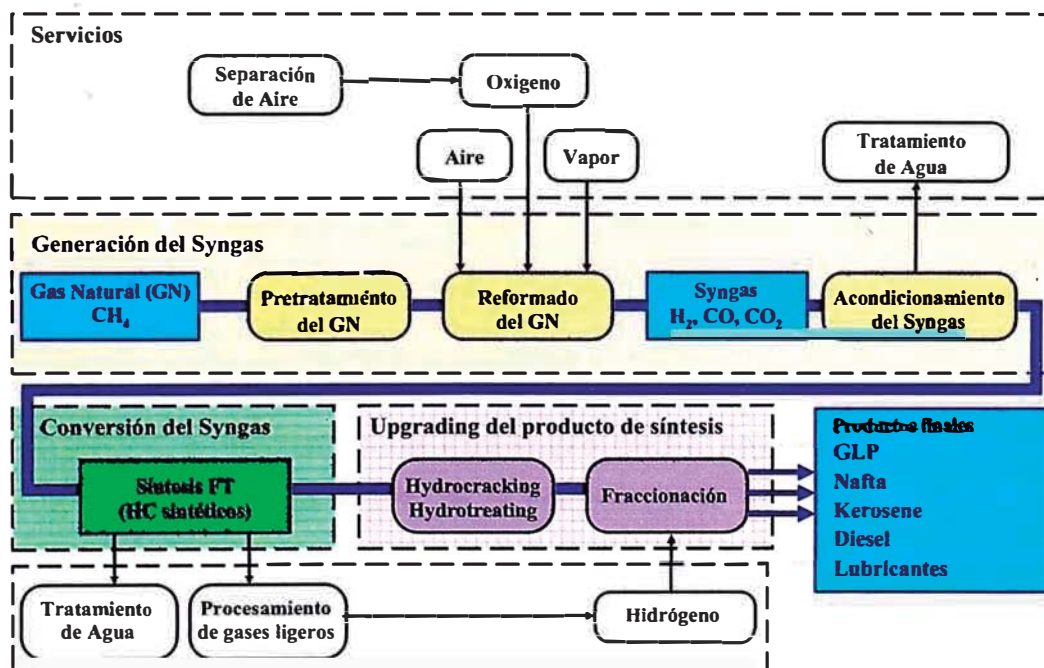 Servicios
Separación
de Aire
Oxigeno
Aire
Vapor
Tratamiento
de Agua
Generación del Syngas
Gas Natural (GN)
CH₄
Pretratamento
del GN
Reformado
del GN
Syngas
H₂, CO, CO₂
Acondicionamiento
del Syngas
Conversión del Syngas
Síntesis FT
(HC sintéticos)
Upgrading del producto de síntesis
Hydrocracking
Hydrotreating
Fraccionación
Productos finales
GLP
Nafta
Kerosene
Diesel
Lubricantes
Tratamiento
de Agua
Procesamiento
de gases ligeros
Hidrógeno